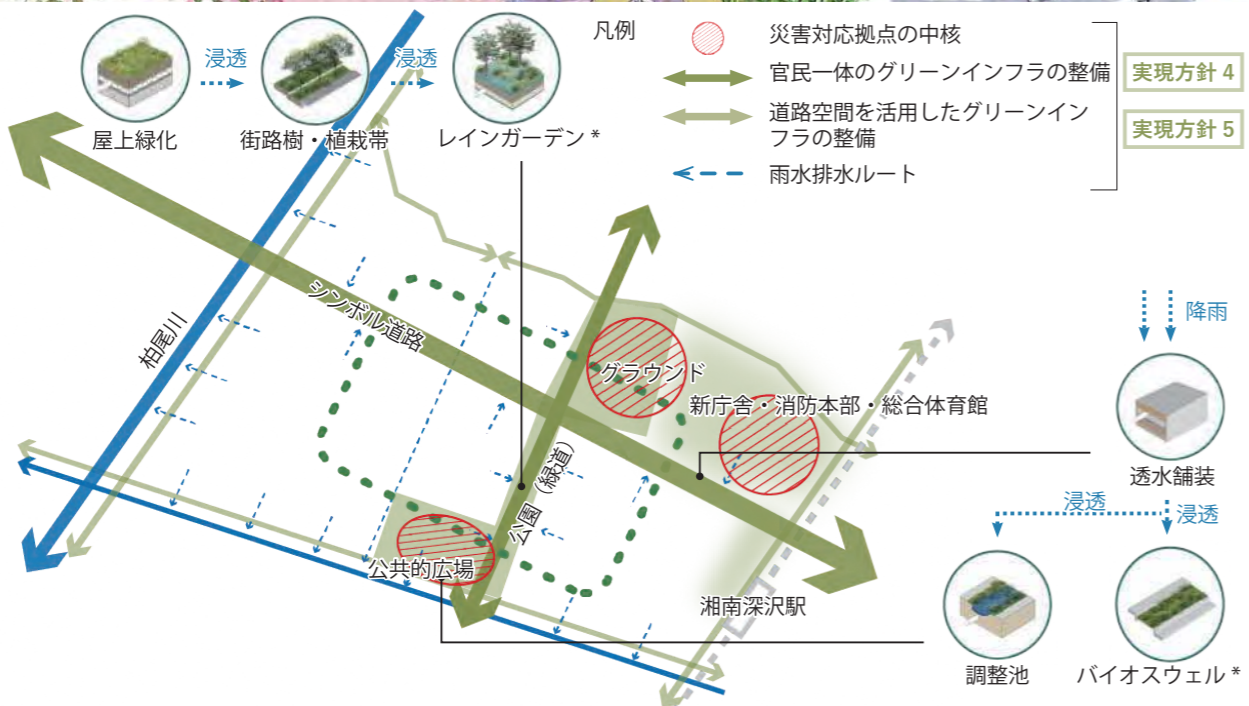 浸透
浸透
屋上緑化
街路樹・植栽帯
レインガーデン *
凡例
災害対応拠点の中核
官民一体のグリーンインフラの整備
道路空間を活用したグリーンイン
フラの整備
雨水排水ルート
実現方針 4
実現方針 5
柏尾川
シンボル道路
グラウンド
新庁舎・消防本部・総合体育館
公園（緑道）
公共的広場
湘南深沢駅
降雨
透水舗装
浸透
浸透
調整池
バイオスウェル *